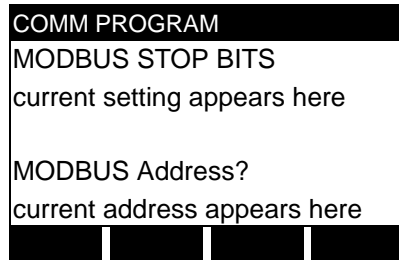 COMM PROGRAM
MODBUS STOP BITS
current setting appears here
MODBUS Address?
current address appears here